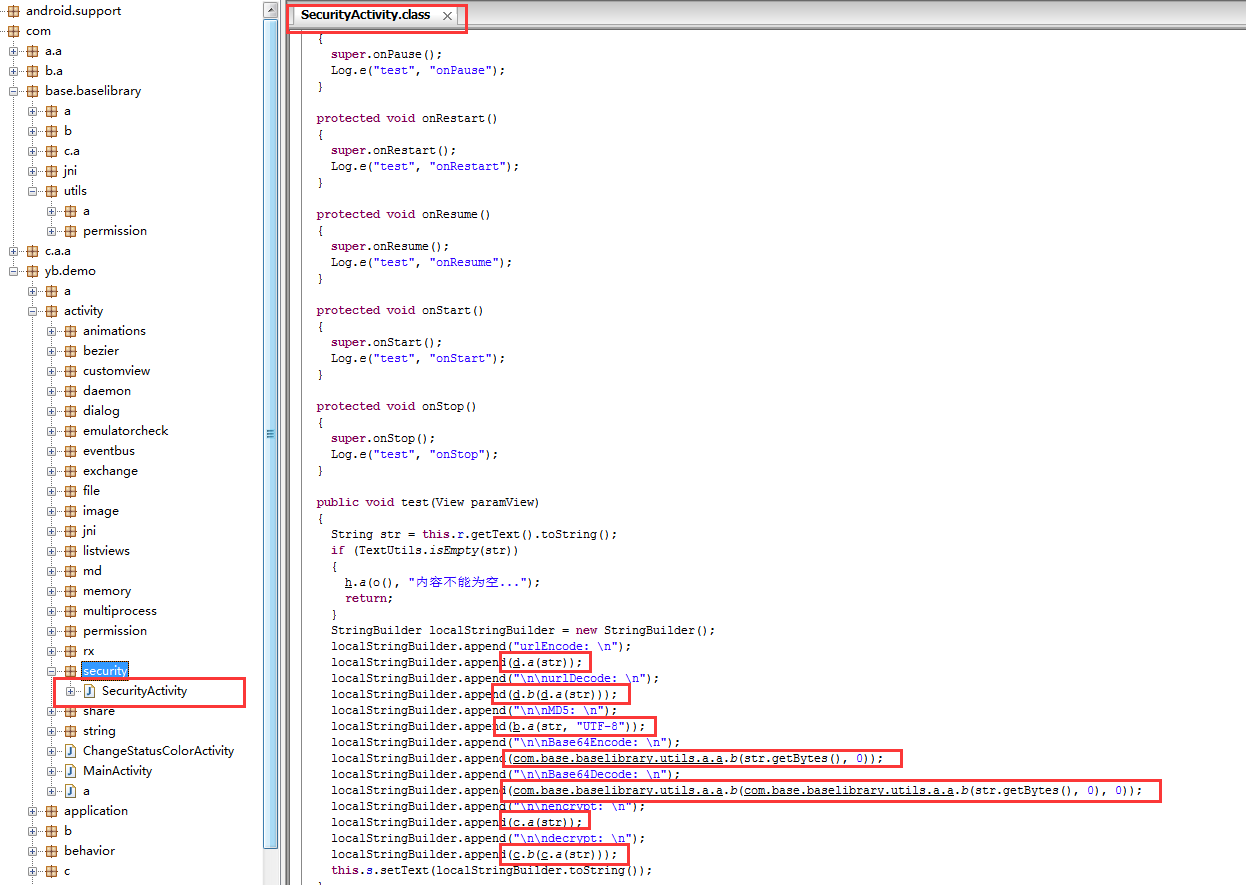 android.support
com
a.a
b.a
base.baselibrary
a
b
c.a
jni
utils
a
permission
c.a.a
yb.demo
a
activity
animations
bezier
customview
daemon
dialog
emulatorcheck
eventbus
exchange
file
image
jni
listviews
md
memory
multiprocess
permission
rx
security
SecurityActivity
share
string
ChangeStatusColorActivity
MainActivity
a
application
b
behavior
c
SecurityActivity.class
{
super.onPause();
Log.e("test", "onPause");
}
protected void onRestart()
{
super.onRestart();
Log.e("test", "onRestart");
}
protected void onResume()
{
super.onResume();
Log.e("test", "onResume");
}
protected void onStart()
{
super.onStart();
Log.e("test", "onStart");
}
protected void onStop()
{
super.onStop();
Log.e("test", "onStop");
}
public void test(View paramView)
{
String str = this.r.getText().toString();
if (TextUtils.isEmpty(str))
{
h.a(o(), "内容不能为空...");
return;
}
StringBuilder localStringBuilder = new StringBuilder();
localStringBuilder.append("urlEncode: \n");
localStringBuilder.append(d.a(str));
localStringBuilder.append("\n\nurlDecode: \n");
localStringBuilder.append(d.b(d.a(str)));
localStringBuilder.append("\n\nMD5: \n");
localStringBuilder.append(b.a(str, "UTF-8"));
localStringBuilder.append("\n\nBase64Encode: \n");
localStringBuilder.append(com.base.baselibrary.utils.a.a.b(str.getBytes(), 0));
localStringBuilder.append("\n\nBase64Decode: \n");
localStringBuilder.append(com.base.baselibrary.utils.a.a.b(com.base.baselibrary.utils.a.a.b(str.getBytes(), 0), 0));
localStringBuilder.append("\n\nencrypt: \n");
localStringBuilder.append(c.a(str));
localStringBuilder.append("\n\ndecrypt: \n");
localStringBuilder.append(c.b(c.a(str)));
this.s.setText(localStringBuilder.toString());